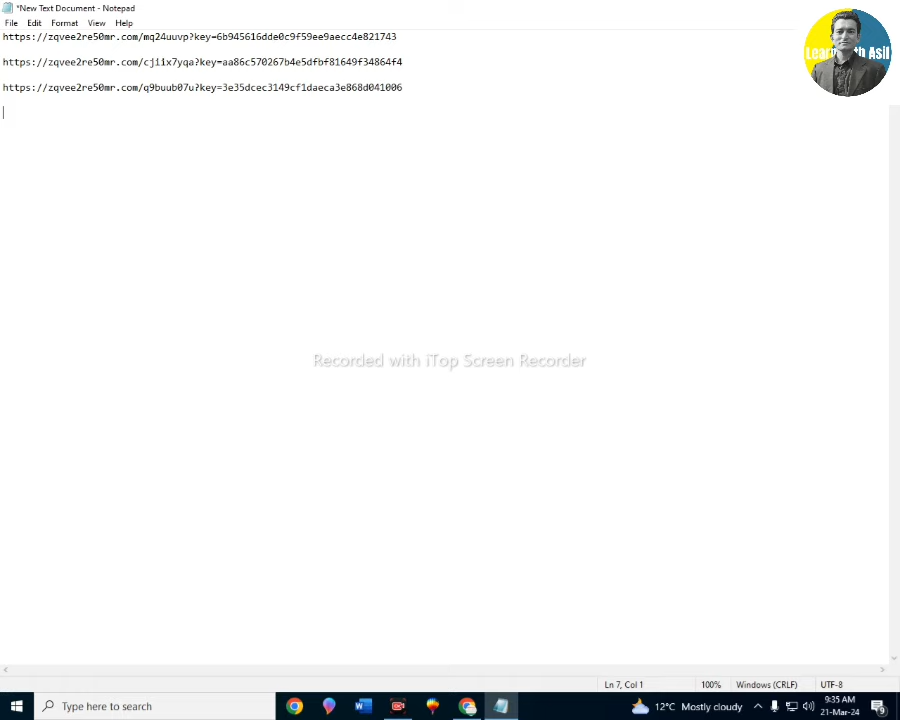 *New Text Document - Notepad
File Edit Format View Help
https://zqvee2re50mr.com/mq24uuvp?key=6b945616dde0c9f59ee9aecc4e821743
https://zqvee2re50mr.com/cjiix7yqa?key=aa86c570267b4e5dfbf81649f34864f4
https://zqvee2re50mr.com/q9buub07u?key=3e35dcec3149cf1daeca3e868d041006
Recorded with iTop Screen Recorder
Ln 7, Col 1 100% Windows (CRLF) UTF-8
Type here to search
12°C Mostly cloudy
9:35 AM
21-Mar-24
9